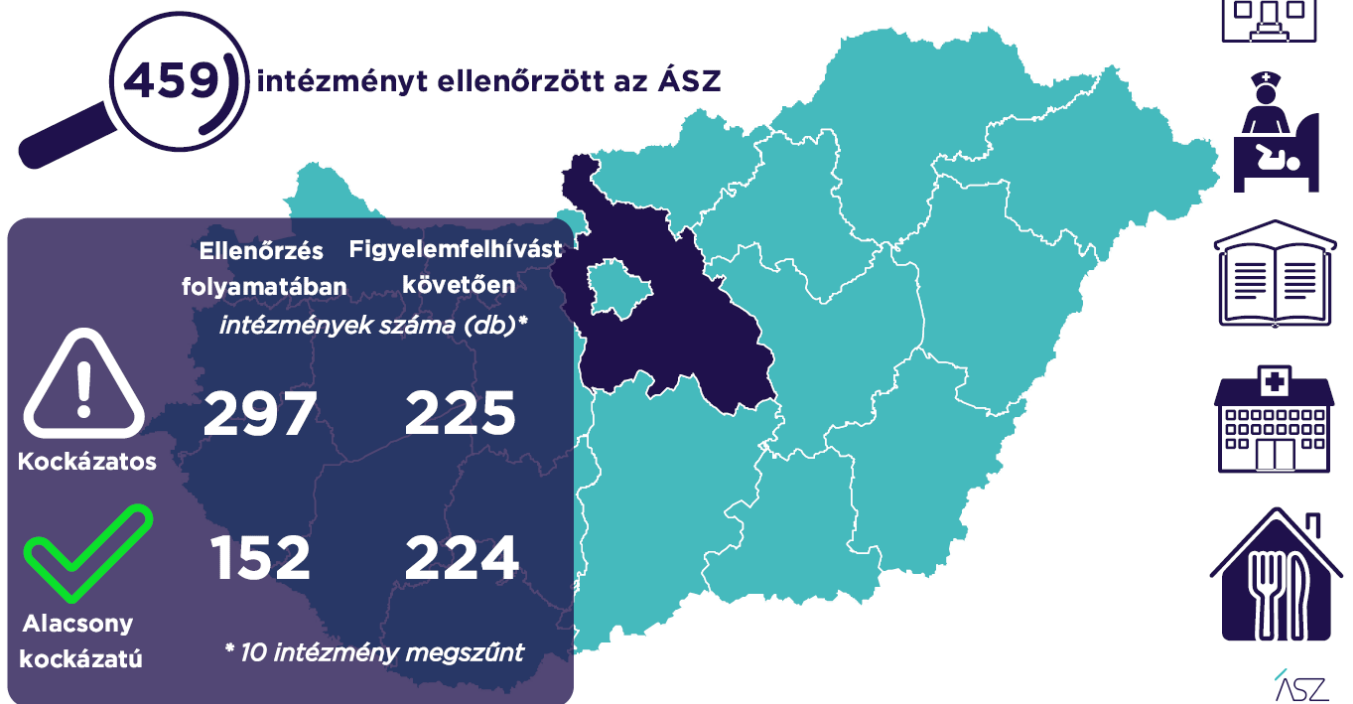 459 intézményt ellenőrzött az ÁSZ
Ellenőrzés Figyelemfelhívást
folyamatában követően
intézmények száma (db)*
297 225
Kockázatos
152 224
Alacsony
kockázatú
* 10 intézmény megszűnt
ÁSZ